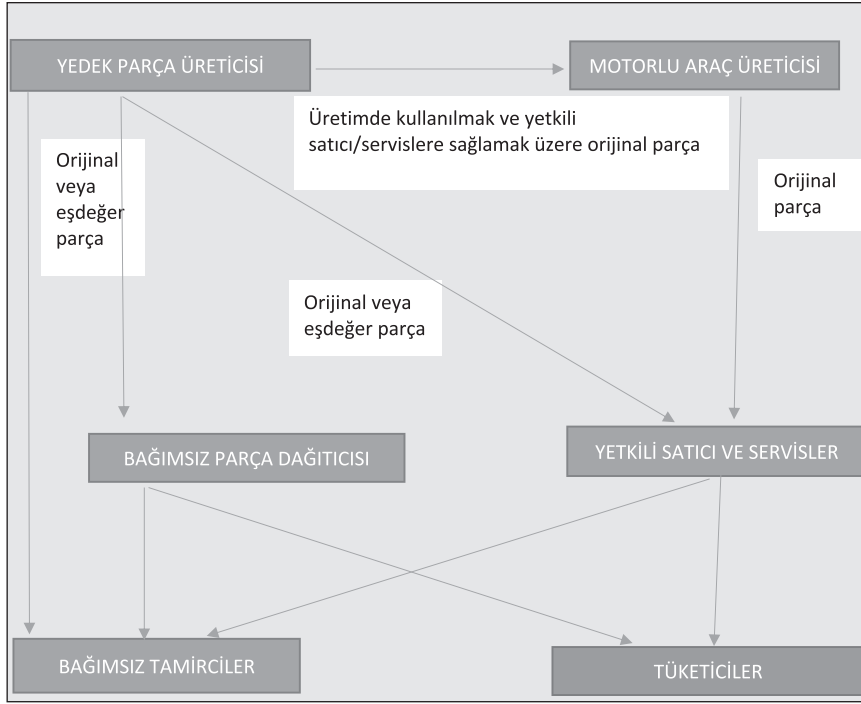 YEDEK PARÇA ÜRETİCİSİ
MOTORLU ARAÇ ÜRETİCİSİ
Üretimde kullanılmak ve yetkili
satıcı/servislere sağlamak üzere orijinal parça
Orijinal
veya
eşdeğer
parça
Orijinal
parça
Orijinal veya
eşdeğer parça
BAĞIMSIZ PARÇA DAĞITICISI
YETKİLİ SATICI VE SERVİSLER
BAĞIMSIZ TAMİRCİLER
TÜKETİCİLER